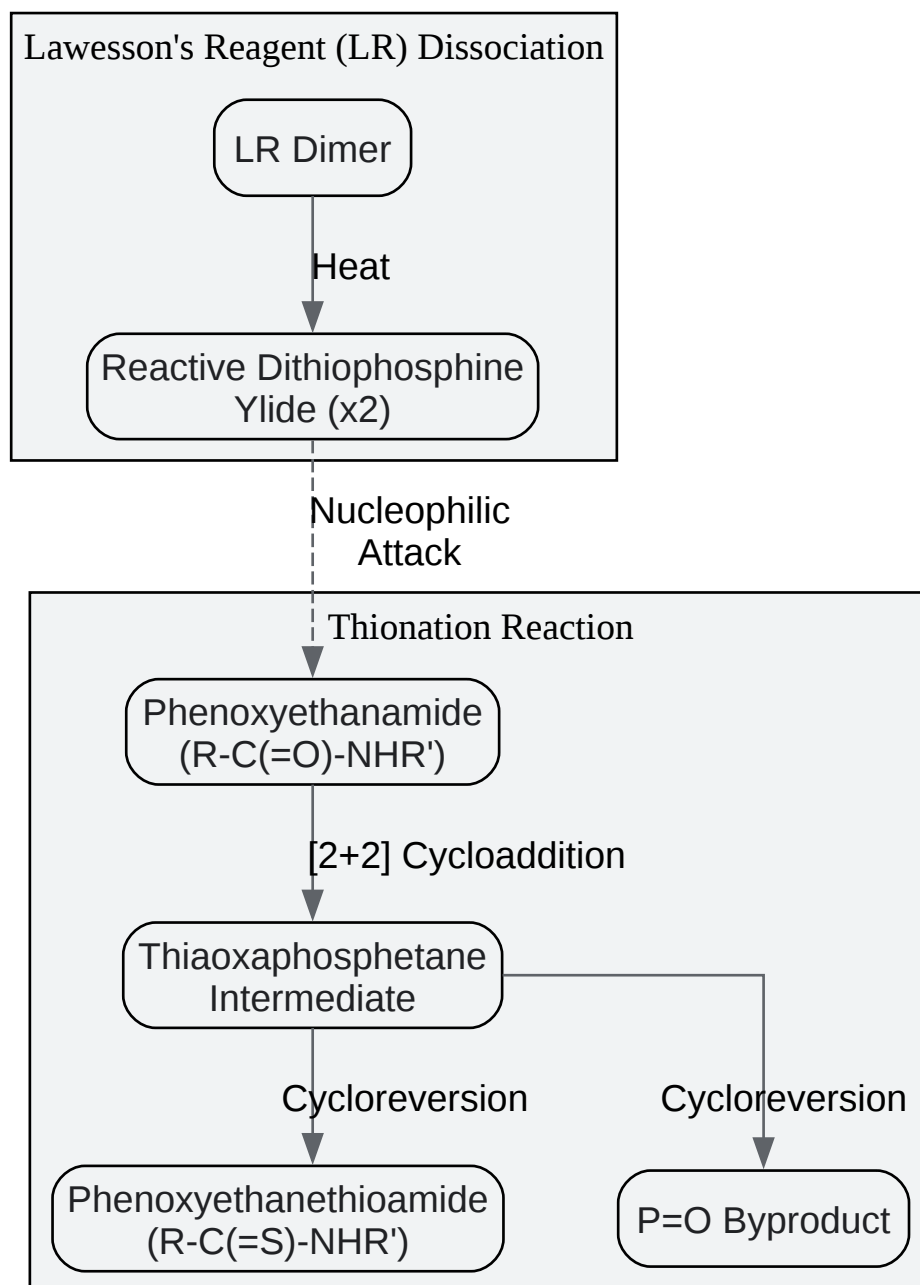 Lawesson's Reagent (LR) Dissociation
LR Dimer
Heat
Reactive Dithiophosphine
Ylide (x2)
Nucleophilic
Attack
Thionation Reaction
Phenoxyethanamide
(R-C(=O)-NHR')
[2+2] Cycloaddition
Thiaoxaphosphetane
Intermediate
Cycloreversion
Cycloreversion
Phenoxyethanethioamide
(R-C(=S)-NHR')
P=O Byproduct